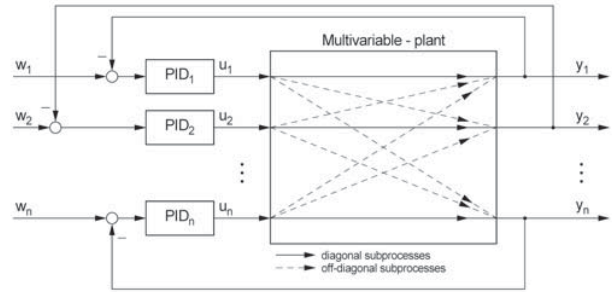 Multivariable - plant
w1 PID1 u1 y1
w2 PID2 u2 y2
wn PIDn un yn
diagonal subprocesses
off-diagonal subprocesses